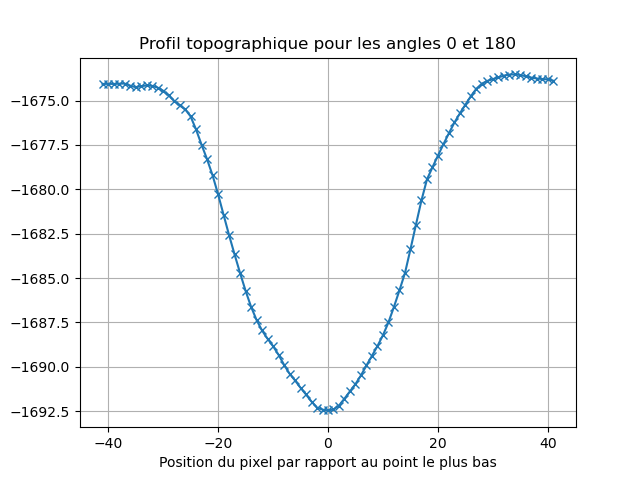 Profil topographique pour les angles 0 et 180
−1675.0
−1677.5
−1680.0
−1682.5
−1685.0
−1687.5
−1690.0
−1692.5
−40 −20 0 20 40
Position du pixel par rapport au point le plus bas